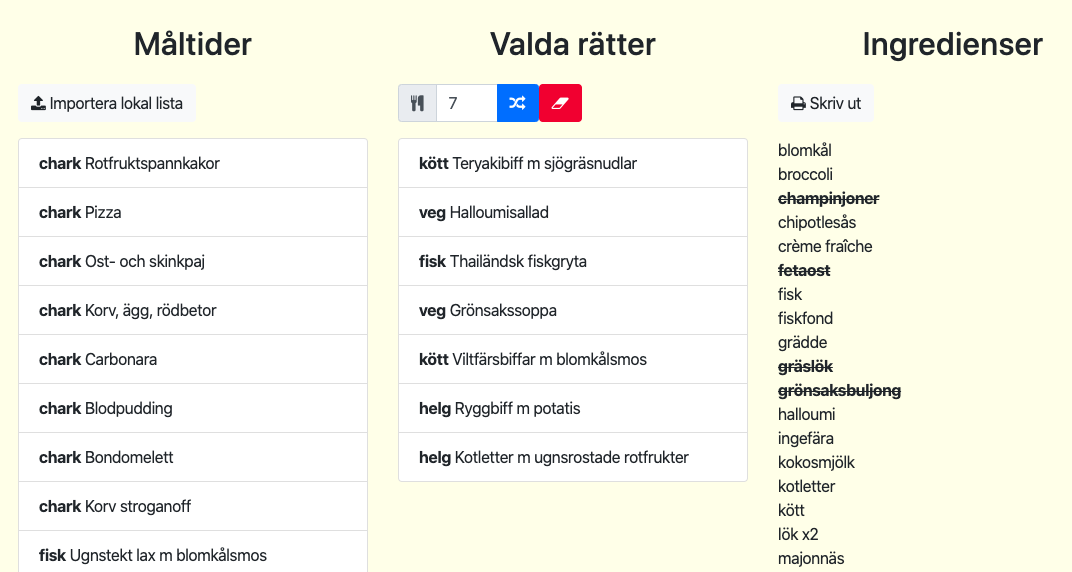 Måltider
Importera lokal lista
chark Rotfruktspannkakor
chark Pizza
chark Ost- och skinkpaj
chark Korv, ägg, rödbetor
chark Carbonara
chark Blodpudding
chark Bondomelett
chark Korv stroganoff
fisk Ugnstekt lax m blomkålsmos
Valda rätter
7
kött Teryakibiff m sjögräsnudlar
veg Halloumisallad
fisk Thailändsk fiskgryta
veg Grönsakssoppa
kött Viltfärsbiffar m blomkålsmos
helg Ryggbiff m potatis
helg Kotletter m ugnsrostade rotfrukter
Ingredienser
Skriv ut
blomkål
broccoli
champinjoner
chipotlesås
crème fraîche
fetaost
fisk
fiskfond
grädde
gräslök
grönsaksbuljong
halloumi
ingefära
kokosmjölk
kotletter
kött
lök x2
majonnäs